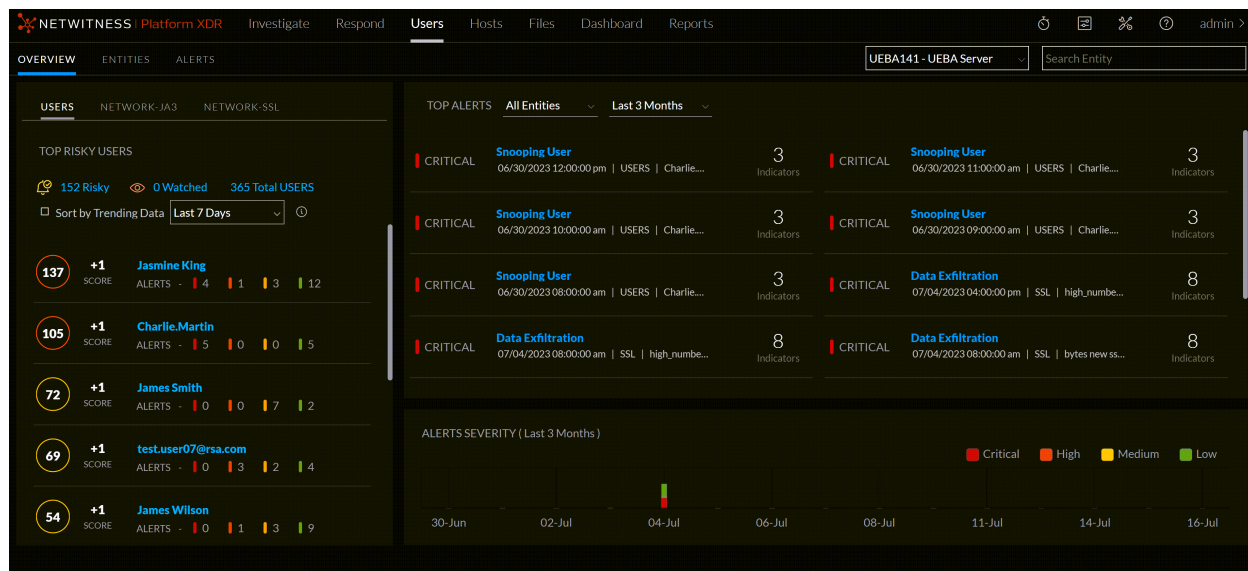 NETWITNESS | Platform XDR Investigate Respond Users Hosts Files Dashboard Reports admin >
OVERVIEW ENTITIES ALERTS UEBA141 - UEBA Server Search Entity
USERS NETWORK-JA3 NETWORK-SSL
TOP RISKY USERS
152 Risky 0 Watched 365 Total USERS
Sort by Trending Data Last 7 Days
137 +1 SCORE Jasmine King
ALERTS - 4 1 3 12
105 +1 SCORE Charlie.Martin
ALERTS - 5 0 0 5
72 +1 SCORE James Smith
ALERTS - 0 0 7 2
69 +1 SCORE test.user07@rsa.com
ALERTS - 0 3 2 4
54 +1 SCORE James Wilson
ALERTS - 0 1 3 9
TOP ALERTS All Entities Last 3 Months
CRITICAL Snooping User 3
06/30/2023 12:00:00 pm | USERS | Charlie.... Indicators
CRITICAL Snooping User 3
06/30/2023 11:00:00 am | USERS | Charlie.... Indicators
CRITICAL Snooping User 3
06/30/2023 10:00:00 am | USERS | Charlie.... Indicators
CRITICAL Snooping User 3
06/30/2023 09:00:00 am | USERS | Charlie.... Indicators
CRITICAL Snooping User 3
06/30/2023 08:00:00 am | USERS | Charlie.... Indicators
CRITICAL Data Exfiltration 8
07/04/2023 04:00:00 pm | SSL | high_numbe... Indicators
CRITICAL Data Exfiltration 8
07/04/2023 08:00:00 am | SSL | high_numbe... Indicators
CRITICAL Data Exfiltration 8
07/04/2023 08:00:00 am | SSL | bytes new ss... Indicators
ALERTS SEVERITY ( Last 3 Months )
Critical High Medium Low
30-Jun 02-Jul 04-Jul 06-Jul 08-Jul 11-Jul 14-Jul 16-Jul